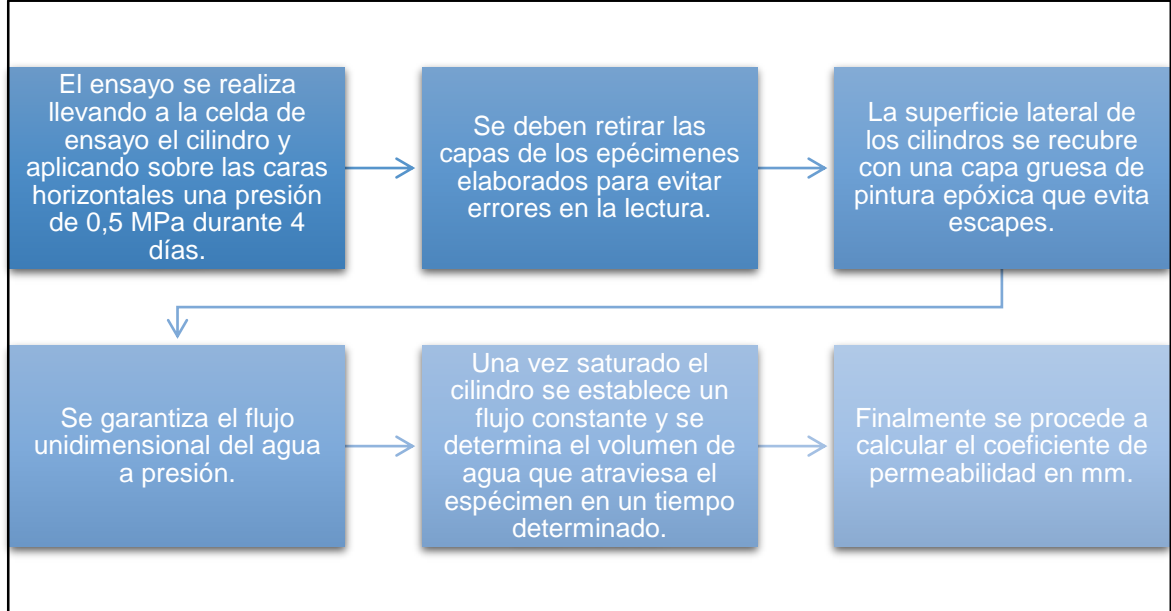 El ensayo se realiza
llevando a la celda de
ensayo el cilindro y
aplicando sobre las caras
horizontales una presión
de 0,5 MPa durante 4
días.
Se deben retirar las
capas de los epécimenes
elaborados para evitar
errores en la lectura.
La superficie lateral de
los cilindros se recubre
con una capa gruesa de
pintura epóxica que evita
escapes.
Se garantiza el flujo
unidimensional del agua
a presión.
Una vez saturado el
cilindro se establece un
flujo constante y se
determina el volumen de
agua que atraviesa el
espécimen en un tiempo
determinado.
Finalmente se procede a
calcular el coeficiente de
permeabilidad en mm.